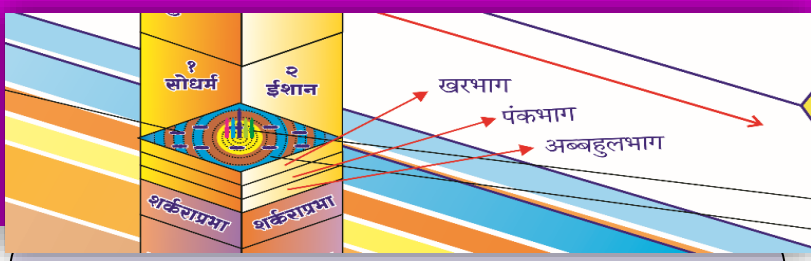 १
सोधर्म
२
ईशान
खरभाग
पंकभाग
अब्बहुलभाग
शर्कराप्रभा
शर्कराप्रभा